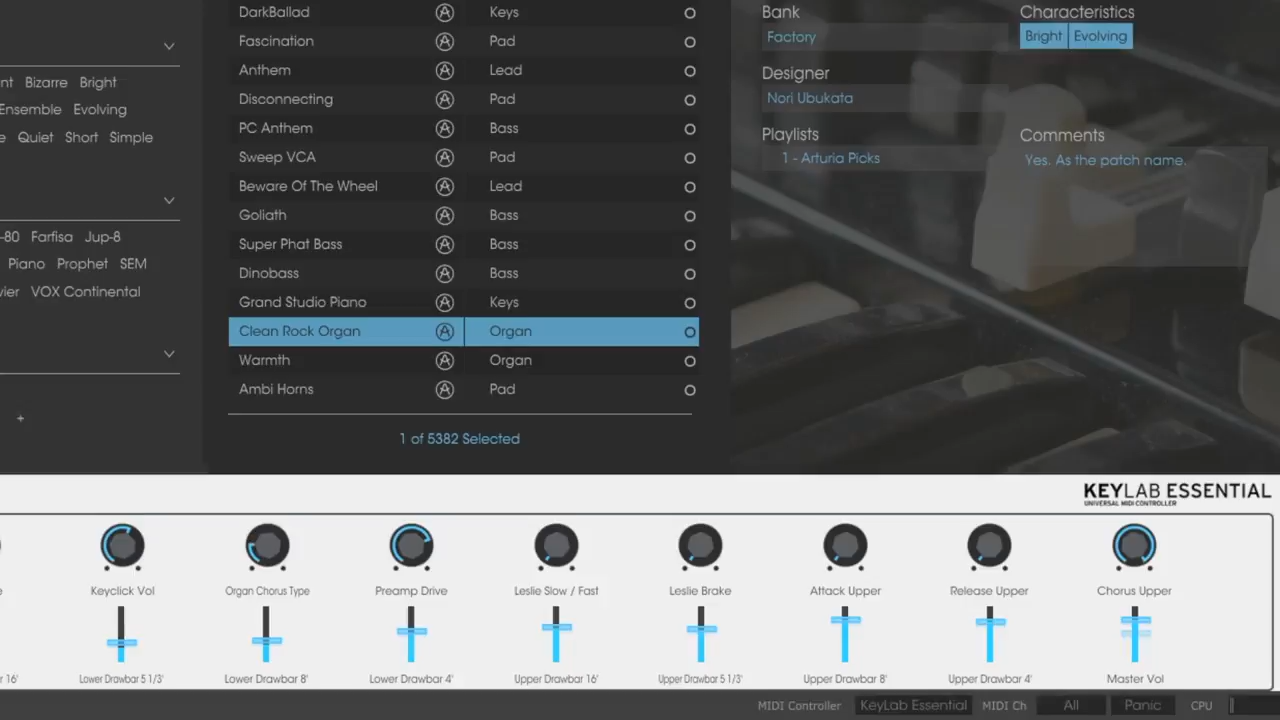 nt Bizarre Bright
Ensemble Evolving
e Quiet Short Simple
-80 Farfisa Jup-8
Piano Prophet SEM
vier VOX Continental
+
DarkBallad Keys
Fascination Pad
Anthem Lead
Disconnecting Pad
PC Anthem Bass
Sweep VCA Pad
Beware Of The Wheel Lead
Goliath Bass
Super Phat Bass Bass
Dinobass Bass
Grand Studio Piano Keys
Clean Rock Organ Organ
Warmth Organ
Ambi Horns Pad
1 of 5382 Selected
Bank
Factory
Designer
Nori Ubukata
Playlists
1 - Arturia Picks
Characteristics
Bright Evolving
Comments
Yes. As the patch name.
KEYLAB ESSENTIAL
UNIVERSAL MIDI CONTROLLER
e Keyclick Vol Organ Chorus Type Preamp Drive Leslie Slow / Fast Leslie Brake Attack Upper Release Upper Chorus Upper
r 16' Lower Drawbar 5 1/3' Lower Drawbar 8' Lower Drawbar 4' Upper Drawbar 16' Upper Drawbar 5 1/3' Upper Drawbar 8' Upper Drawbar 4' Master Vol
MIDI Controller KeyLab Essential MIDI Ch All Panic CPU